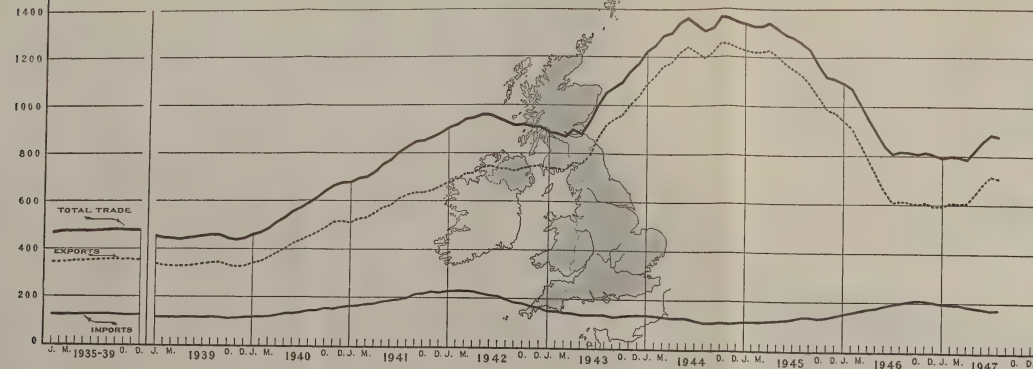 1400
1200
1000
800
600
400
200
0
TOTAL TRADE
EXPORTS
IMPORTS
J. M. 1935-39 O. D. J. M. 1939 O. D. J. M. 1940 O. D. J. M. 1941 O. D. J. M. 1942 O. D. J. M. 1943 O. D. J. M. 1944 O. D. J. M. 1945 O. D. J. M. 1946 O. D. J. M. 1947 O. D.